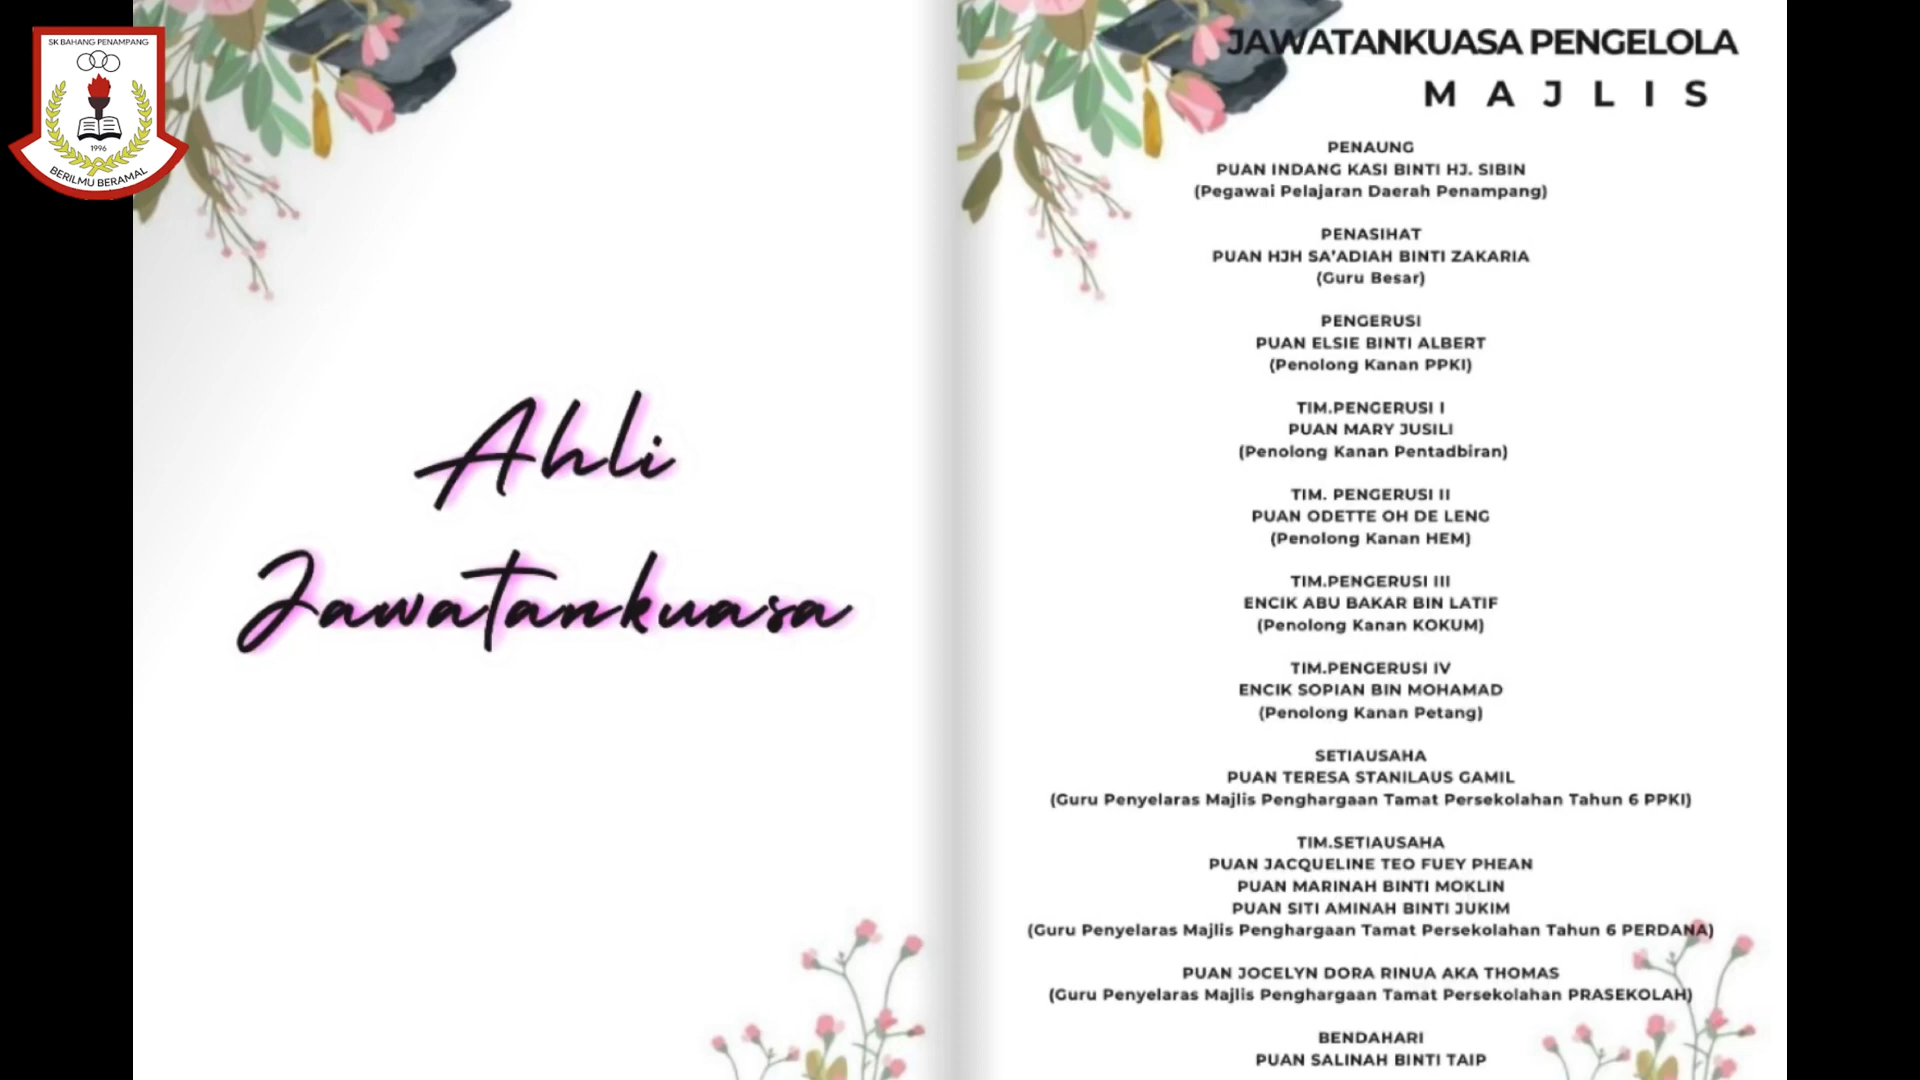 SK BAHANG PENAMPANG
1996
BERILMU BERAMAL
Ahli
Jawatankuasa
JAWATANKUASA PENGELOLA
MAJLIS
PENAUNG
PUAN INDANG KASI BINTI HJ. SIBIN
(Pegawai Pelajaran Daerah Penampang)
PENASIHAT
PUAN HJH SA'ADIAH BINTI ZAKARIA
(Guru Besar)
PENGERUSI
PUAN ELSIE BINTI ALBERT
(Penolong Kanan PPKI)
TIM.PENGERUSI I
PUAN MARY JUSILI
(Penolong Kanan Pentadbiran)
TIM. PENGERUSI II
PUAN ODETTE OH DE LENG
(Penolong Kanan HEM)
TIM.PENGERUSI III
ENCIK ABU BAKAR BIN LATIF
(Penolong Kanan KOKUM)
TIM.PENGERUSI IV
ENCIK SOPIAN BIN MOHAMAD
(Penolong Kanan Petang)
SETIAUSAHA
PUAN TERESA STANILAUS GAMIL
(Guru Penyelaras Majlis Penghargaan Tamat Persekolahan Tahun 6 PPKI)
TIM.SETIAUSAHA
PUAN JACQUELINE TEO FUEY PHEAN
PUAN MARINAH BINTI MOKLIN
PUAN SITI AMINAH BINTI JUKIM
(Guru Penyelaras Majlis Penghargaan Tamat Persekolahan Tahun 6 PERDANA)
PUAN JOCELYN DORA RINUA AKA THOMAS
(Guru Penyelaras Majlis Penghargaan Tamat Persekolahan PRASEKOLAH)
BENDAHARI
PUAN SALINAH BINTI TAIP